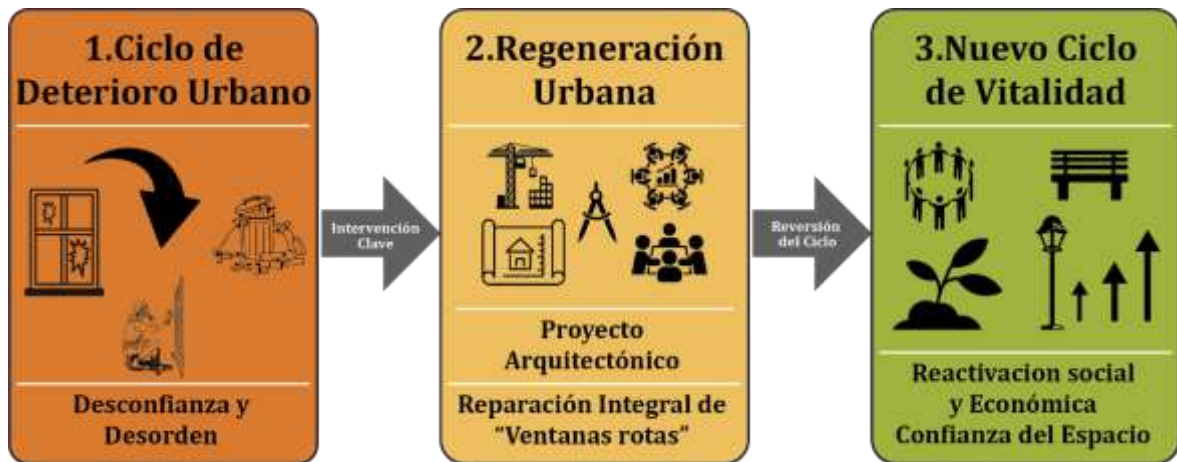 1.Ciclo de
Deterioro Urbano
Desconfianza y
Desorden
Intervención
Clave
2.Regeneración
Urbana
Proyecto
Arquitectónico
Reparación Integral de
“Ventanas rotas”
Reversión
del Ciclo
3.Nuevo Ciclo
de Vitalidad
Reactivacion social
y Económica
Confianza del Espacio